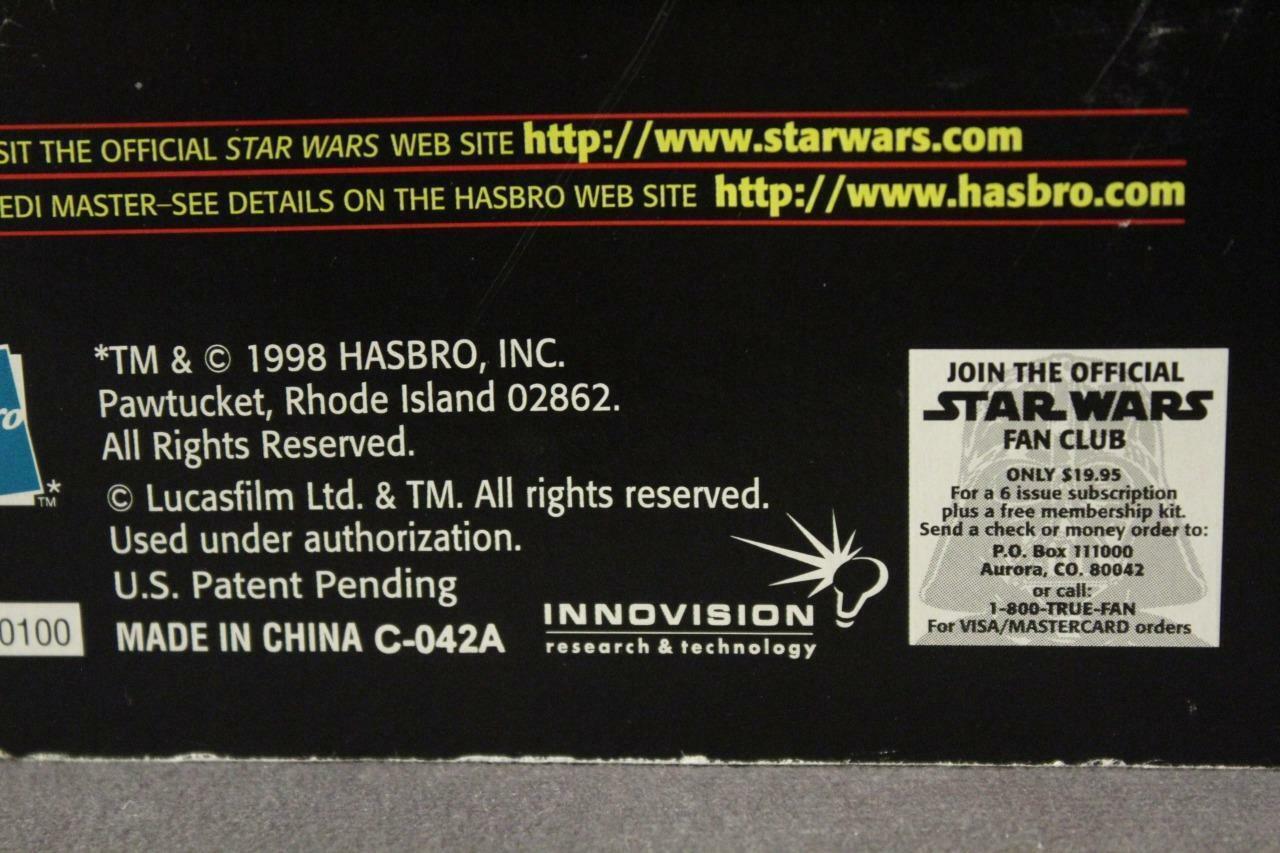 SIT THE OFFICIAL STAR WARS WEB SITE http://www.starwars.com
EDI MASTER–SEE DETAILS ON THE HASBRO WEB SITE http://www.hasbro.com
*TM & © 1998 HASBRO, INC.
Pawtucket, Rhode Island 02862.
All Rights Reserved.
ro
TM*
© Lucasfilm Ltd. & TM. All rights reserved.
Used under authorization.
U.S. Patent Pending
0100
MADE IN CHINA C-042A
INNOVISION
research & technology
JOIN THE OFFICIAL
STAR WARS
FAN CLUB
ONLY $19.95
For a 6 issue subscription
plus a free membership kit.
Send a check or money order to:
P.O. Box 111000
Aurora, CO. 80042
or call:
1-800-TRUE-FAN
For VISA/MASTERCARD orders